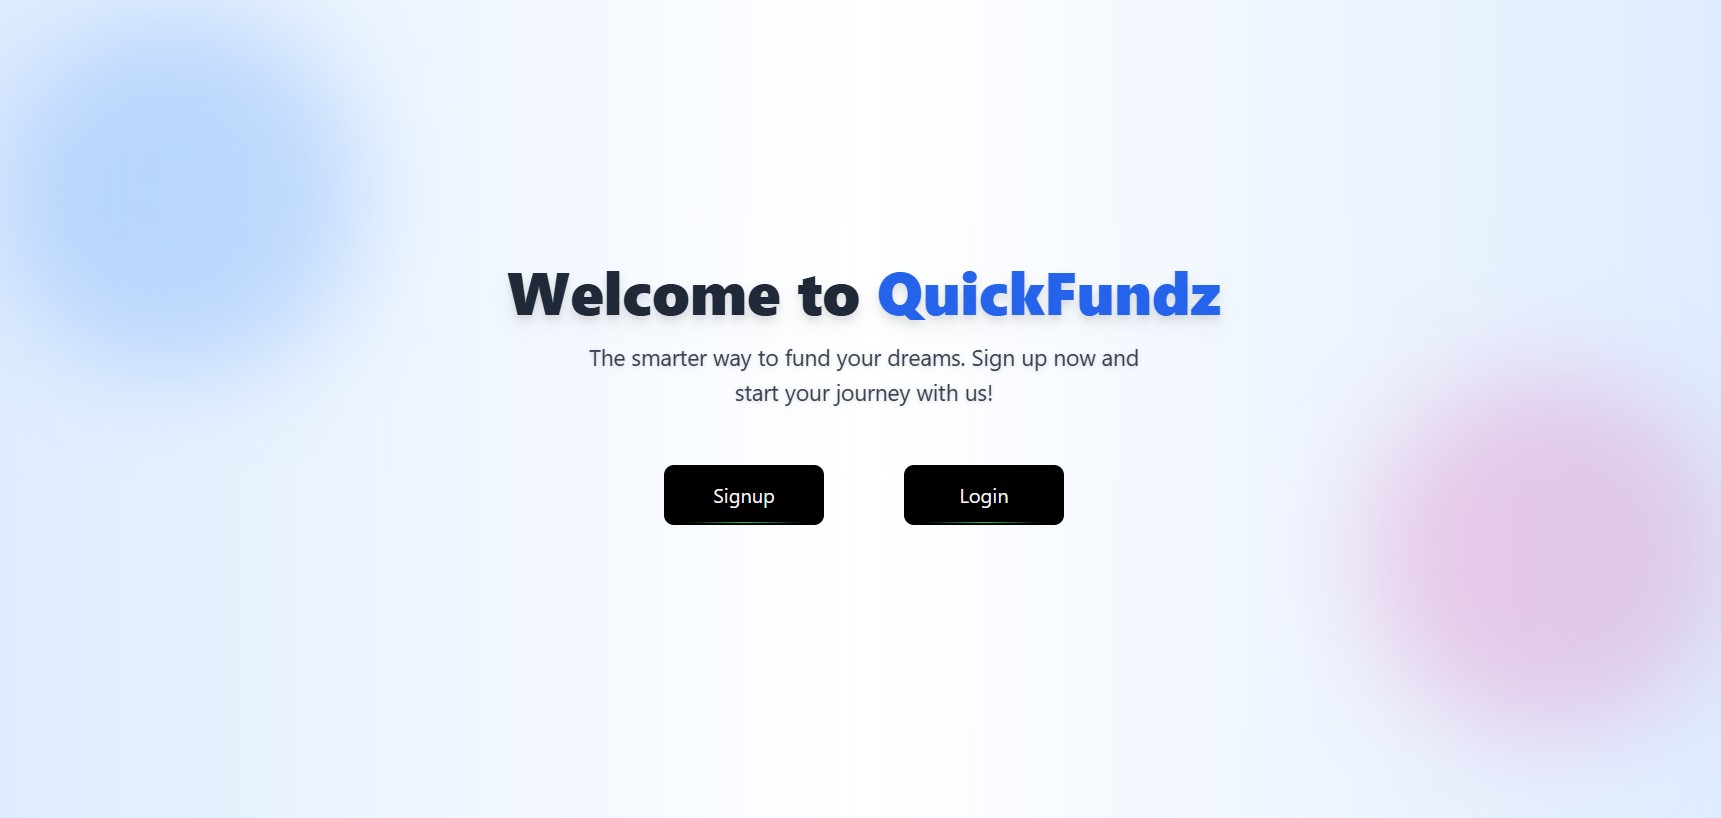 Welcome to QuickFundz
The smarter way to fund your dreams. Sign up now and
start your journey with us!
Signup
Login